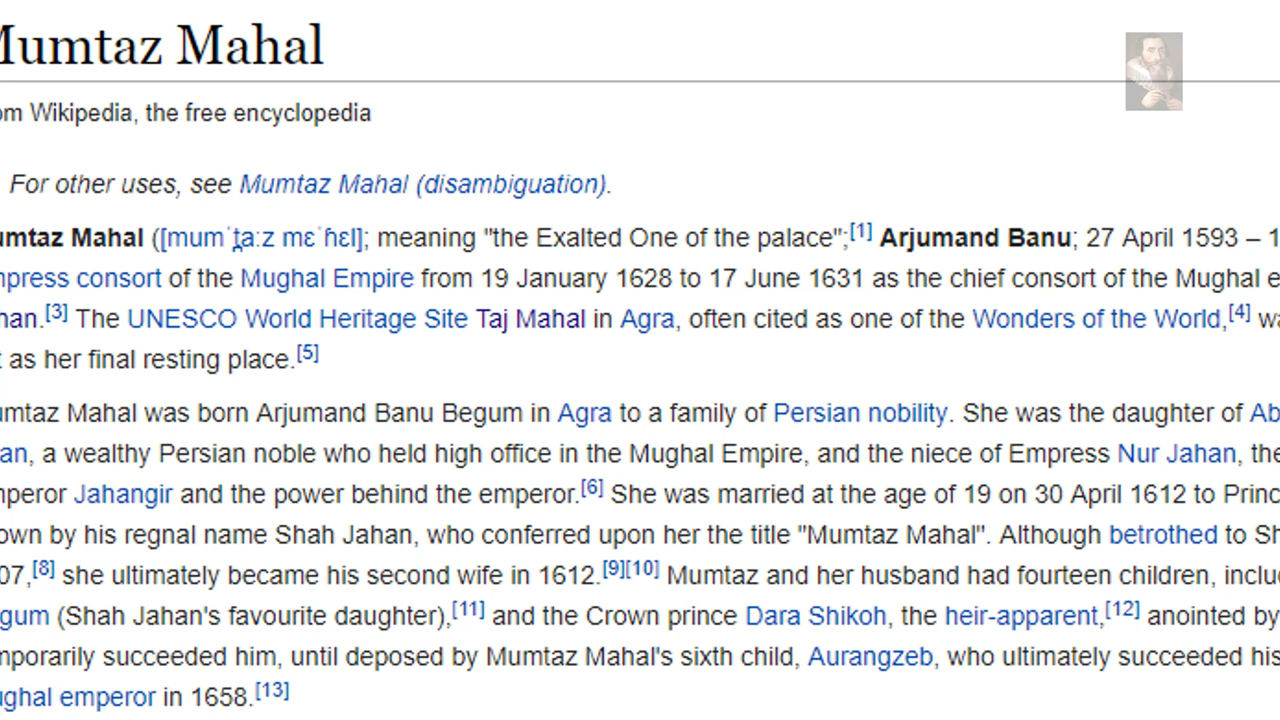 Mumtaz Mahal
om Wikipedia, the free encyclopedia
For other uses, see Mumtaz Mahal (disambiguation).
umtaz Mahal ([mumˈt̪aːz mɛˈɦɛl]; meaning "the Exalted One of the palace";[1] Arjumand Banu; 27 April 1593 – 1
mpress consort of the Mughal Empire from 19 January 1628 to 17 June 1631 as the chief consort of the Mughal e
han.[3] The UNESCO World Heritage Site Taj Mahal in Agra, often cited as one of the Wonders of the World,[4] wa
t as her final resting place.[5]
umtaz Mahal was born Arjumand Banu Begum in Agra to a family of Persian nobility. She was the daughter of Ab
an, a wealthy Persian noble who held high office in the Mughal Empire, and the niece of Empress Nur Jahan, the
mperor Jahangir and the power behind the emperor.[6] She was married at the age of 19 on 30 April 1612 to Princ
own by his regnal name Shah Jahan, who conferred upon her the title "Mumtaz Mahal". Although betrothed to Sh
07,[8] she ultimately became his second wife in 1612.[9][10] Mumtaz and her husband had fourteen children, inclu
gum (Shah Jahan's favourite daughter),[11] and the Crown prince Dara Shikoh, the heir-apparent,[12] anointed by
mporarily succeeded him, until deposed by Mumtaz Mahal's sixth child, Aurangzeb, who ultimately succeeded his
ughal emperor in 1658.[13]